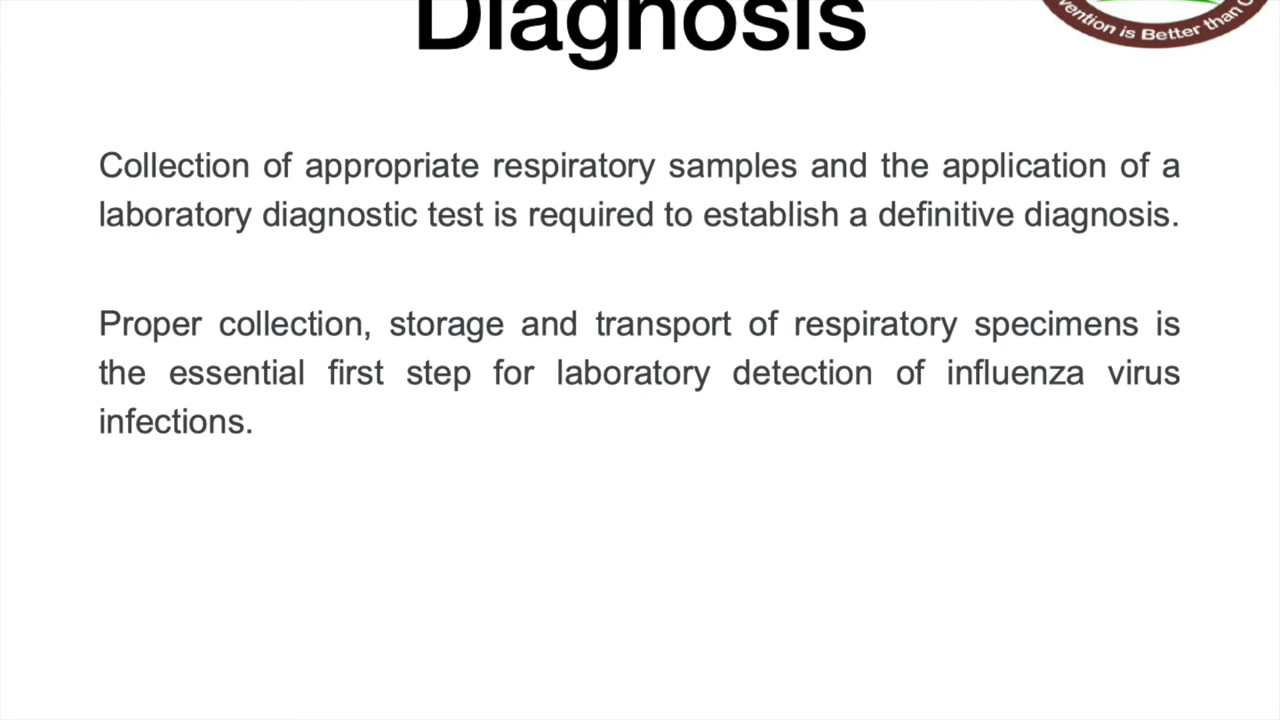 Diagnosis
is Better than
Collection of appropriate respiratory samples and the application of a
laboratory diagnostic test is required to establish a definitive diagnosis.
Proper collection, storage and transport of respiratory specimens is
the essential first step for laboratory detection of influenza virus
infections.